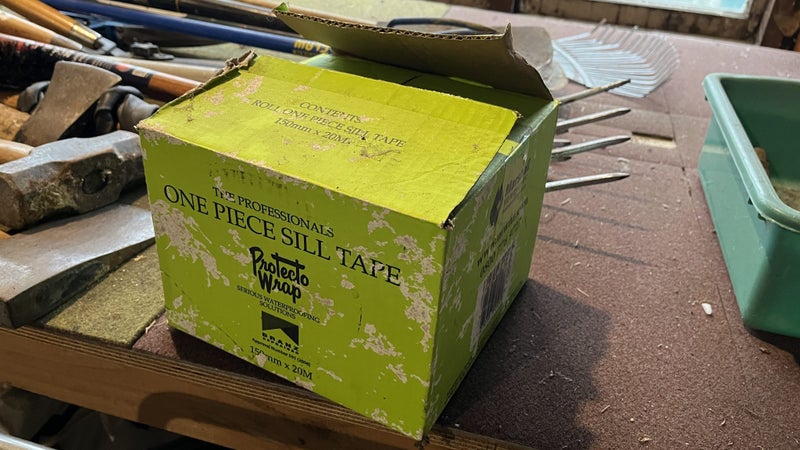 CONTENTS
ROLL ONE PIECE SILL TAPE
150mm x 20M
THE PROFESSIONALS
ONE PIECE SILL TAPE
Protecto
Wrap
SERIOUS WATERPROOFING
SOLUTIONS
BRANZ
150mm x 20M